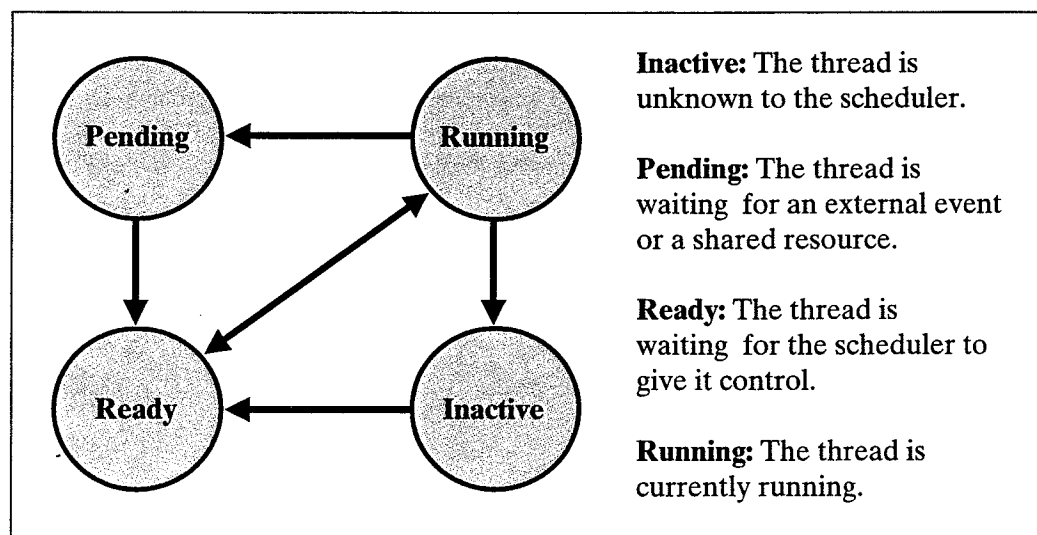 Pending
Running
Ready
Inactive
Inactive: The thread is
unknown to the scheduler.
Pending: The thread is
waiting for an external event
or a shared resource.
Ready: The thread is
waiting for the scheduler to
give it control.
Running: The thread is
currently running.